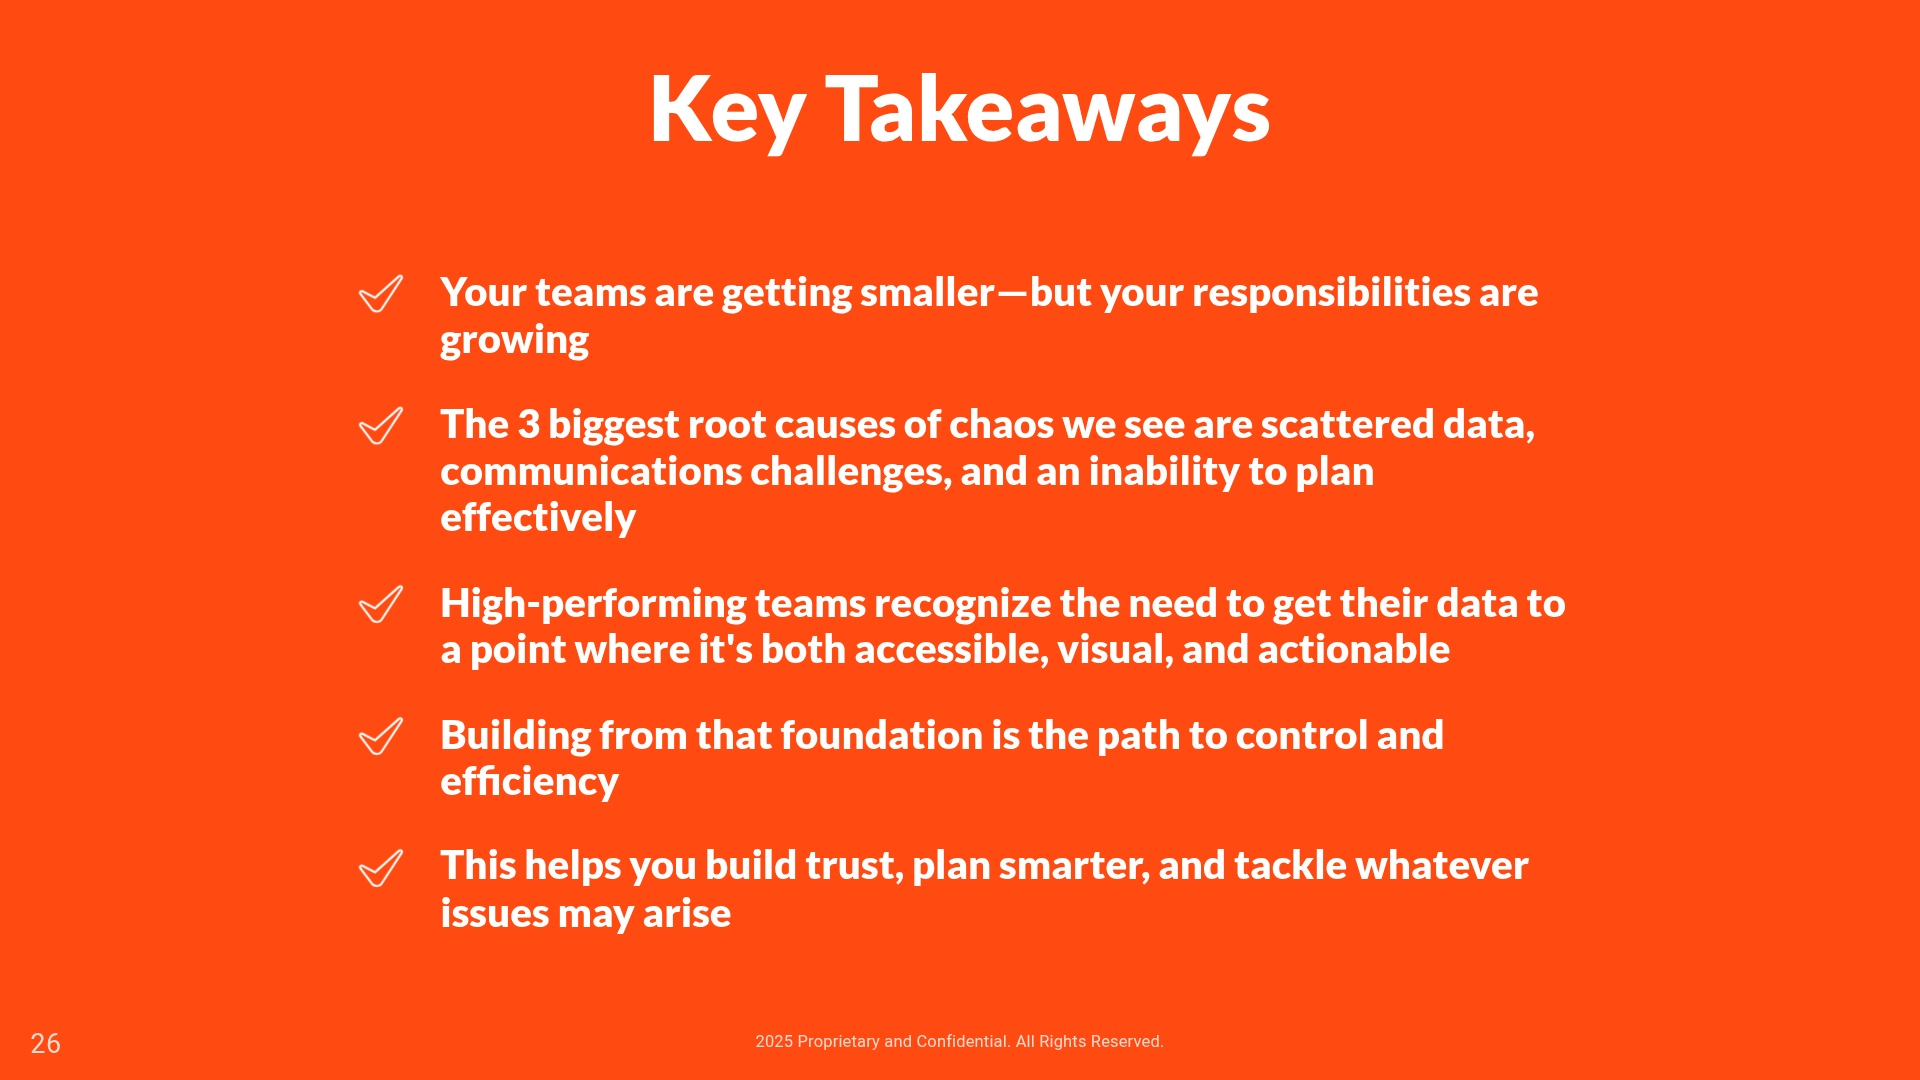 Key Takeaways
Your teams are getting smaller—but your responsibilities are
growing
The 3 biggest root causes of chaos we see are scattered data,
communications challenges, and an inability to plan
effectively
High-performing teams recognize the need to get their data to
a point where it's both accessible, visual, and actionable
Building from that foundation is the path to control and
efficiency
This helps you build trust, plan smarter, and tackle whatever
issues may arise
26
2025 Proprietary and Confidential. All Rights Reserved.